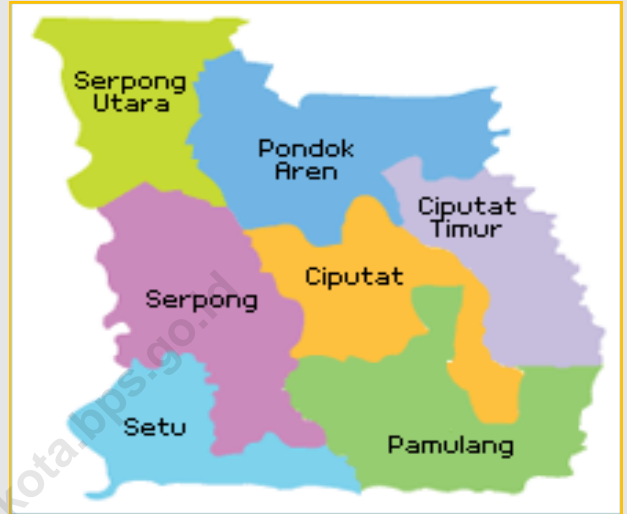 Serpong
Utara
Pondok
Aren
Ciputat
Timur
Ciputat
Serpong
Setu
Pamulang
kota.bps.go.id